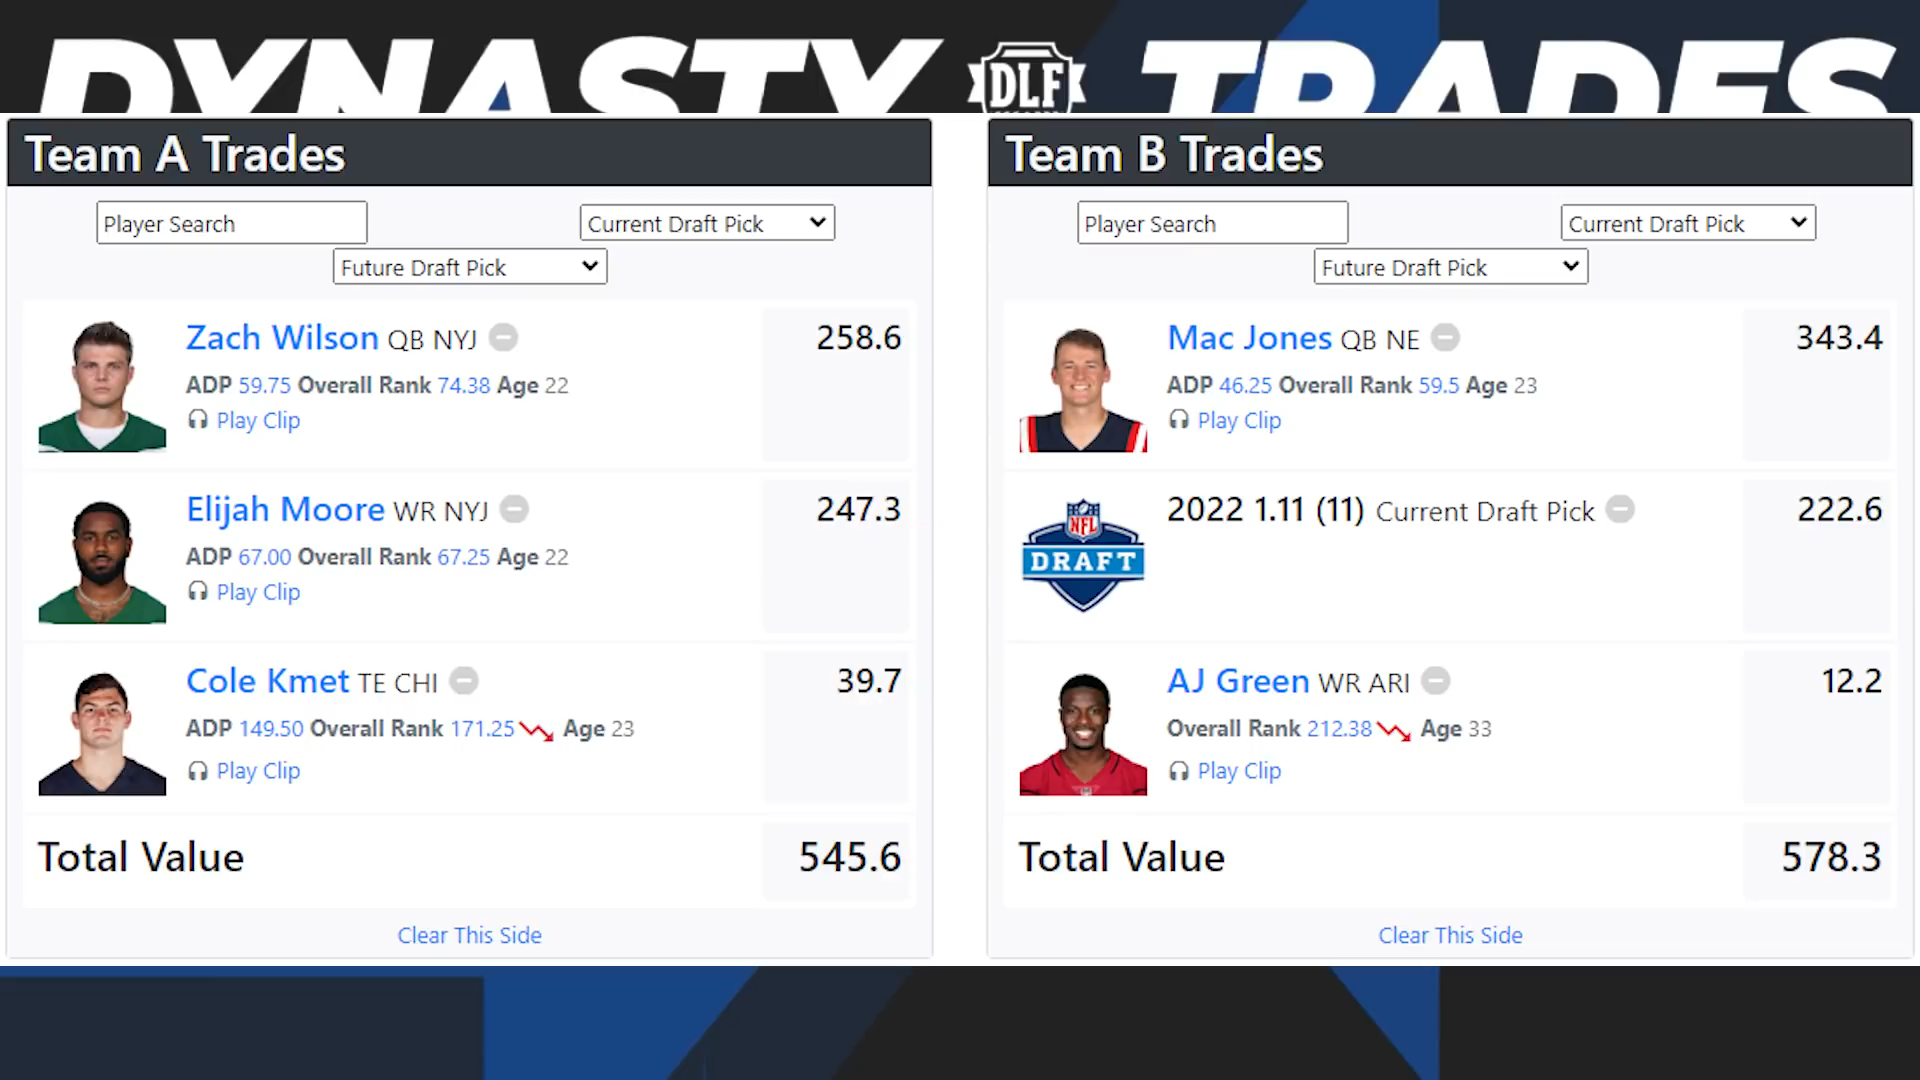 DYNASTY DLF TRADES
Team A Trades
Player Search
Current Draft Pick
Future Draft Pick
Zach Wilson QB NYJ
258.6
ADP 59.75 Overall Rank 74.38 Age 22
Play Clip
Elijah Moore WR NYJ
247.3
ADP 67.00 Overall Rank 67.25 Age 22
Play Clip
Cole Kmet TE CHI
39.7
ADP 149.50 Overall Rank 171.25 Age 23
Play Clip
Total Value
545.6
Clear This Side
Team B Trades
Player Search
Current Draft Pick
Future Draft Pick
Mac Jones QB NE
343.4
ADP 46.25 Overall Rank 59.5 Age 23
Play Clip
2022 1.11 (11) Current Draft Pick
222.6
NFL
DRAFT
AJ Green WR ARI
12.2
Overall Rank 212.38 Age 33
Play Clip
Total Value
578.3
Clear This Side